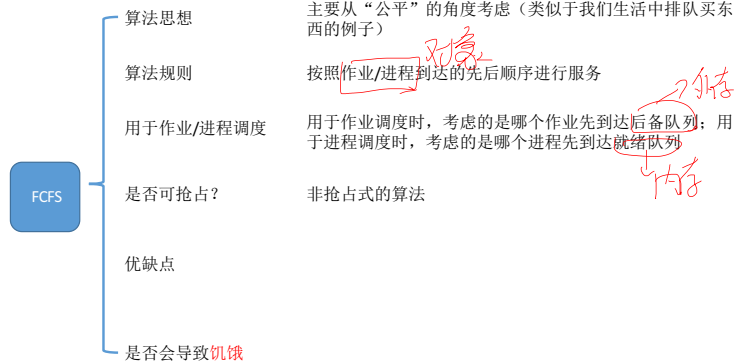 算法思想
主要从“公平”的角度考虑（类似于我们生活中排队买东
西的例子）
对象
算法规则
按照作业/进程到达的先后顺序进行服务
外存
用于作业/进程调度
用于作业调度时，考虑的是哪个作业先到达后备队列；用
于进程调度时，考虑的是哪个进程先到达就绪队列
内存
FCFS
是否可抢占？
非抢占式的算法
优缺点
是否会导致饥饿